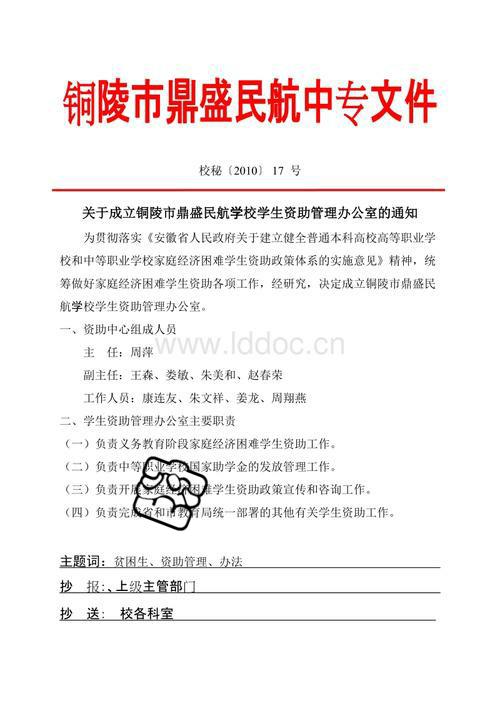 铜陵市鼎盛民航中专文件
校秘〔2010〕 17 号
关于成立铜陵市鼎盛民航学校学生资助管理办公室的通知
为贯彻落实《安徽省人民政府关于建立健全普通本科高校高等职业学
校和中等职业学校家庭经济困难学生资助政策体系的实施意见》精神，统
筹做好家庭经济困难学生资助各项工作，经研究，决定成立铜陵市鼎盛民
航学校学生资助管理办公室。
一、资助中心组成人员
www.lddoc.cn
主　任：周萍
副主任：王森、娄敏、朱美和、赵春荣
工作人员：康连友、朱文祥、姜龙、周翔燕
二、学生资助管理办公室主要职责
（一）负责义务教育阶段家庭经济困难学生资助工作。
（二）负责中等职业学校国家助学金的发放管理工作。
（三）负责开展家庭经济困难学生资助政策宣传和咨询工作。
（四）负责完成省和市教育局统一部署的其他有关学生资助工作。
主题词：贫困生、资助管理、办法
抄　报：、上级主管部门
抄　送：　校各科室